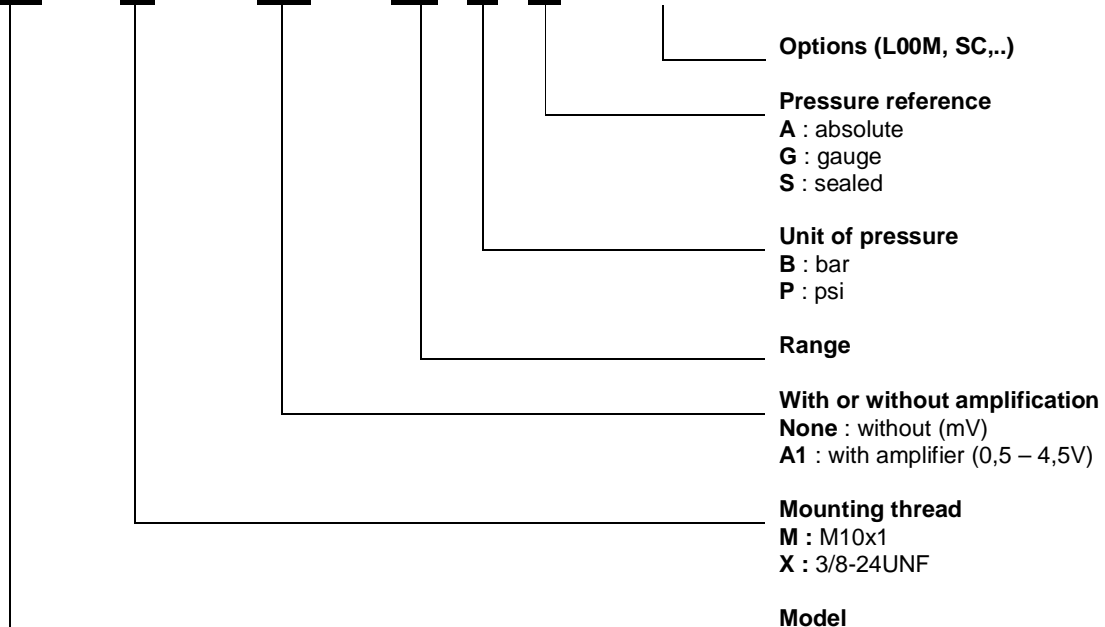 Options (L00M, SC,..)
Pressure reference
A : absolute
G : gauge
S : sealed
Unit of pressure
B : bar
P : psi
Range
With or without amplification
None : without (mV)
A1 : with amplifier (0,5 – 4,5V)
Mounting thread
M : M10x1
X : 3/8-24UNF
Model